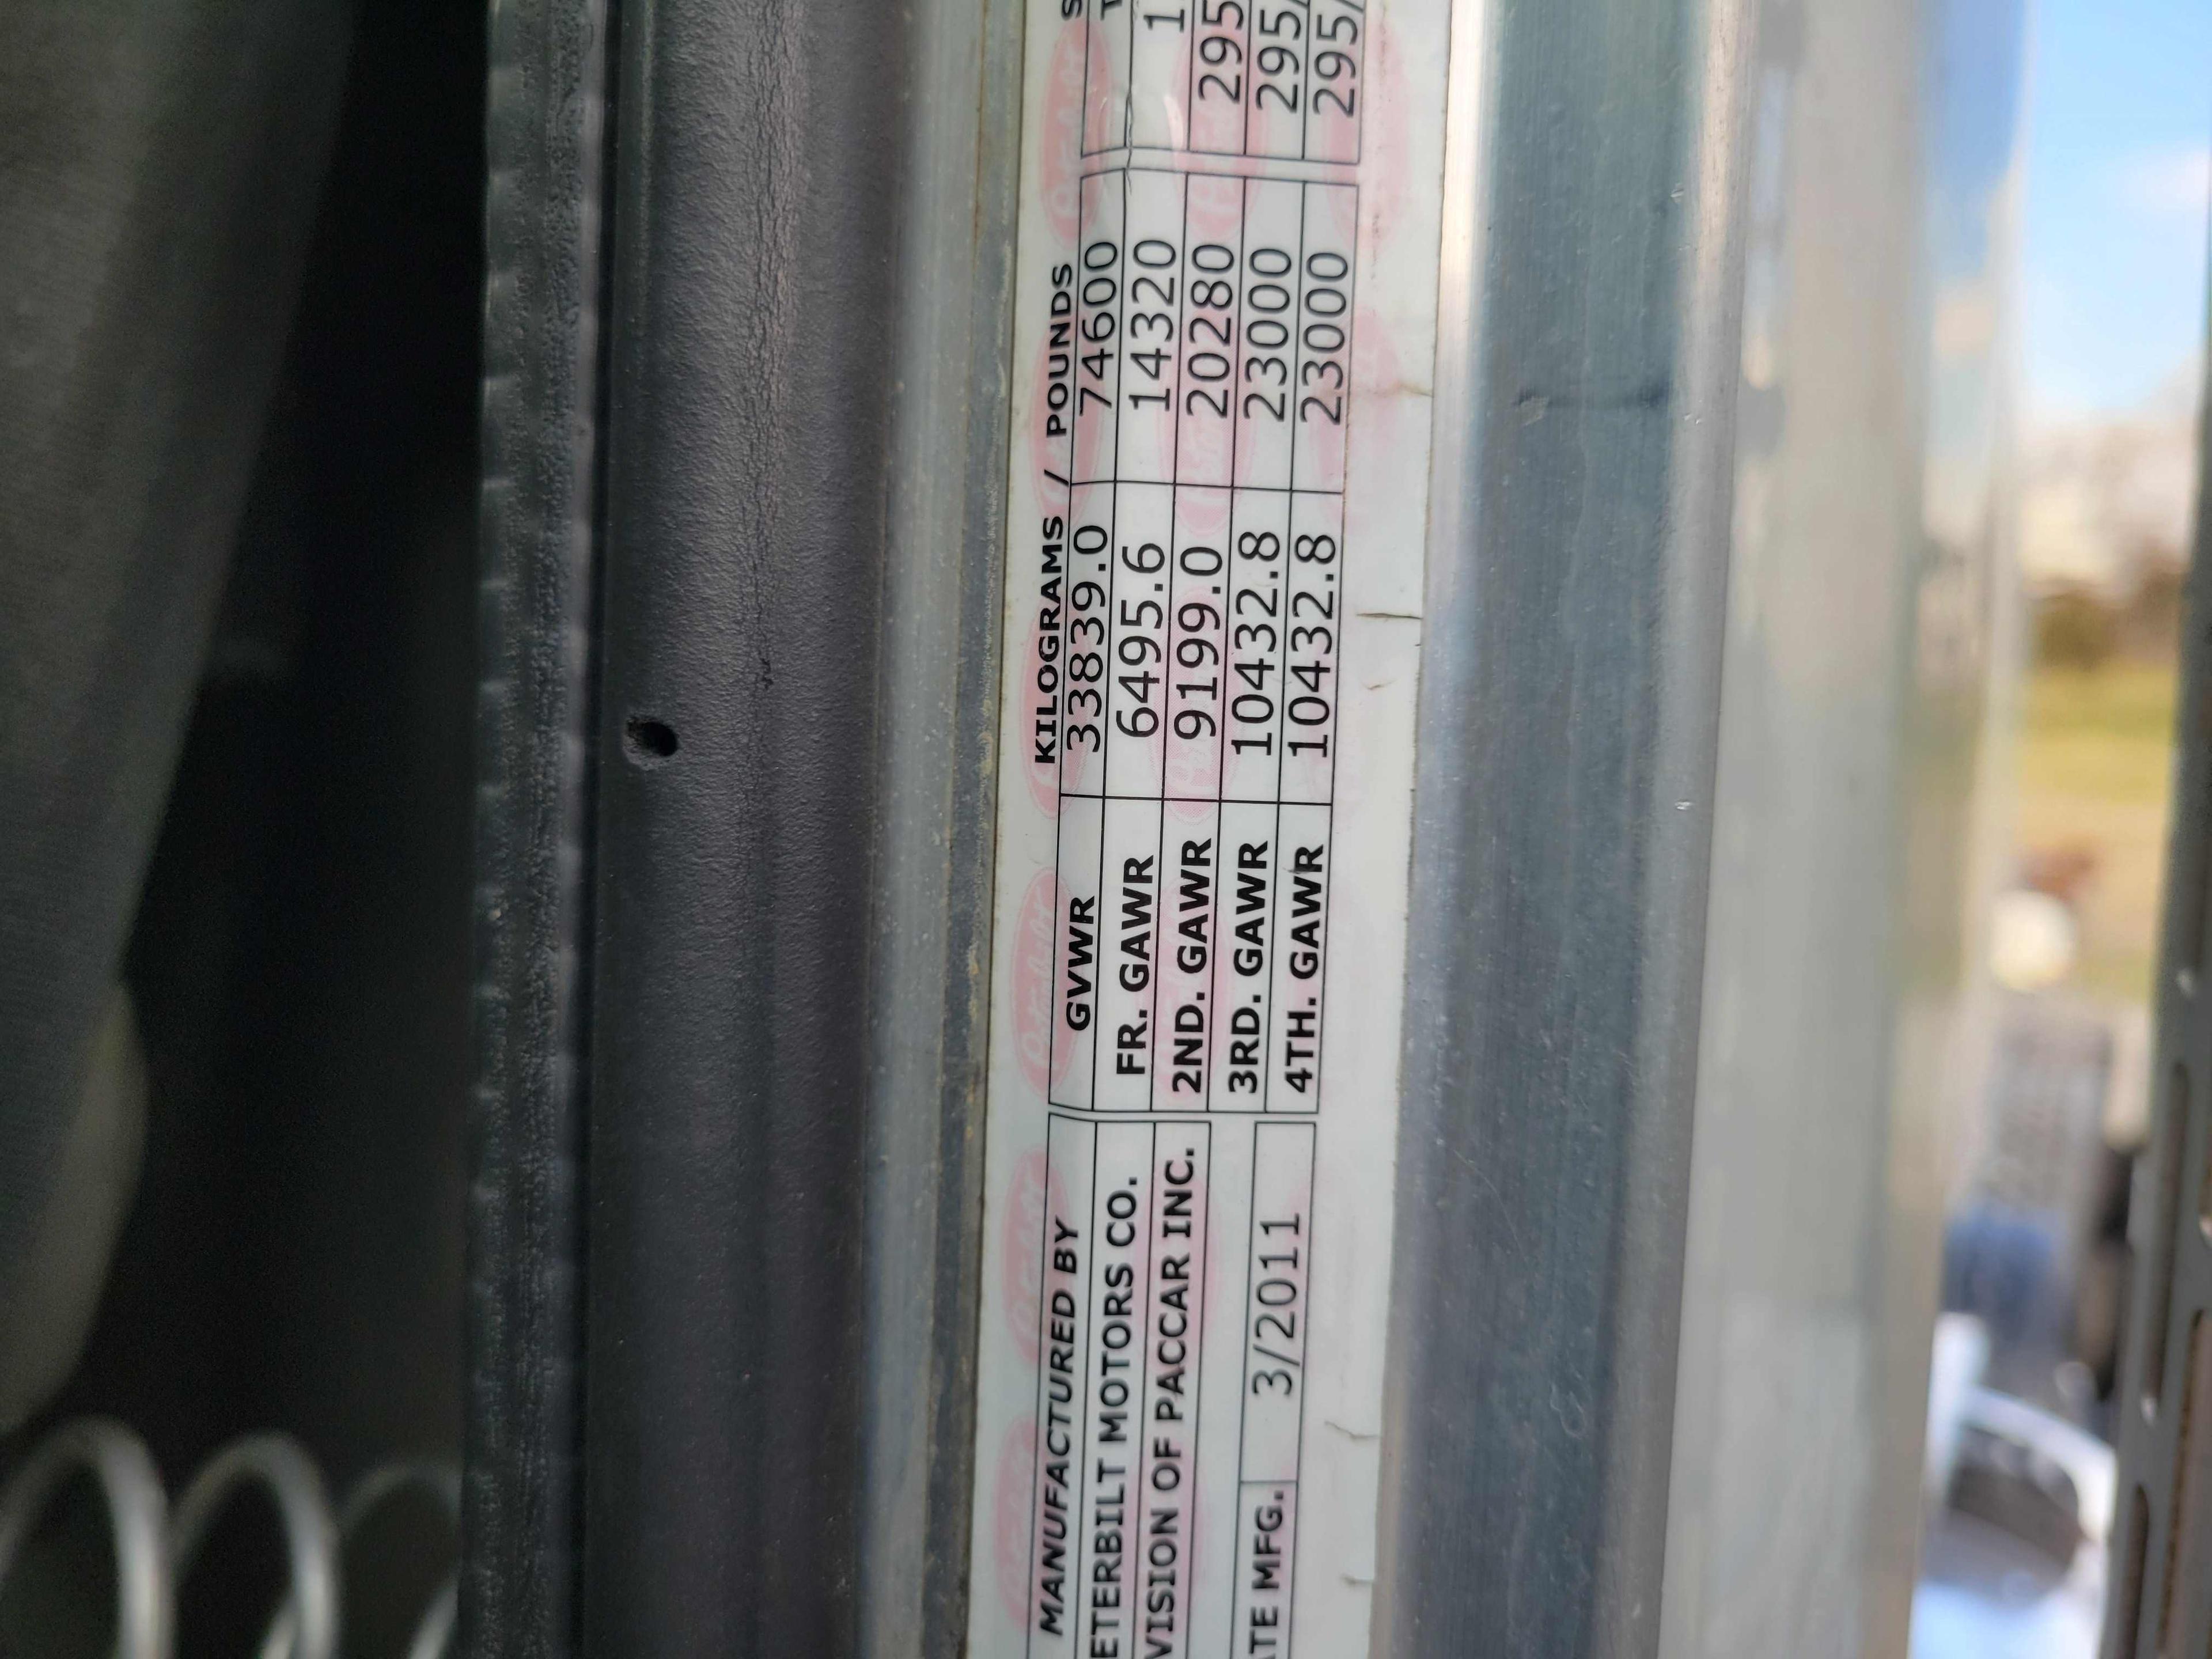 MANUFACTURED BY
ETERBILT MOTORS CO.
VISION OF PACCAR INC.
ATE MFG. 3/2011
KILOGRAMS / POUNDS
GVWR 33839.0 74600
FR. GAWR 6495.6 14320
2ND. GAWR 9199.0 20280
3RD. GAWR 10432.8 23000
4TH. GAWR 10432.8 23000
S
1
295
295/
295/